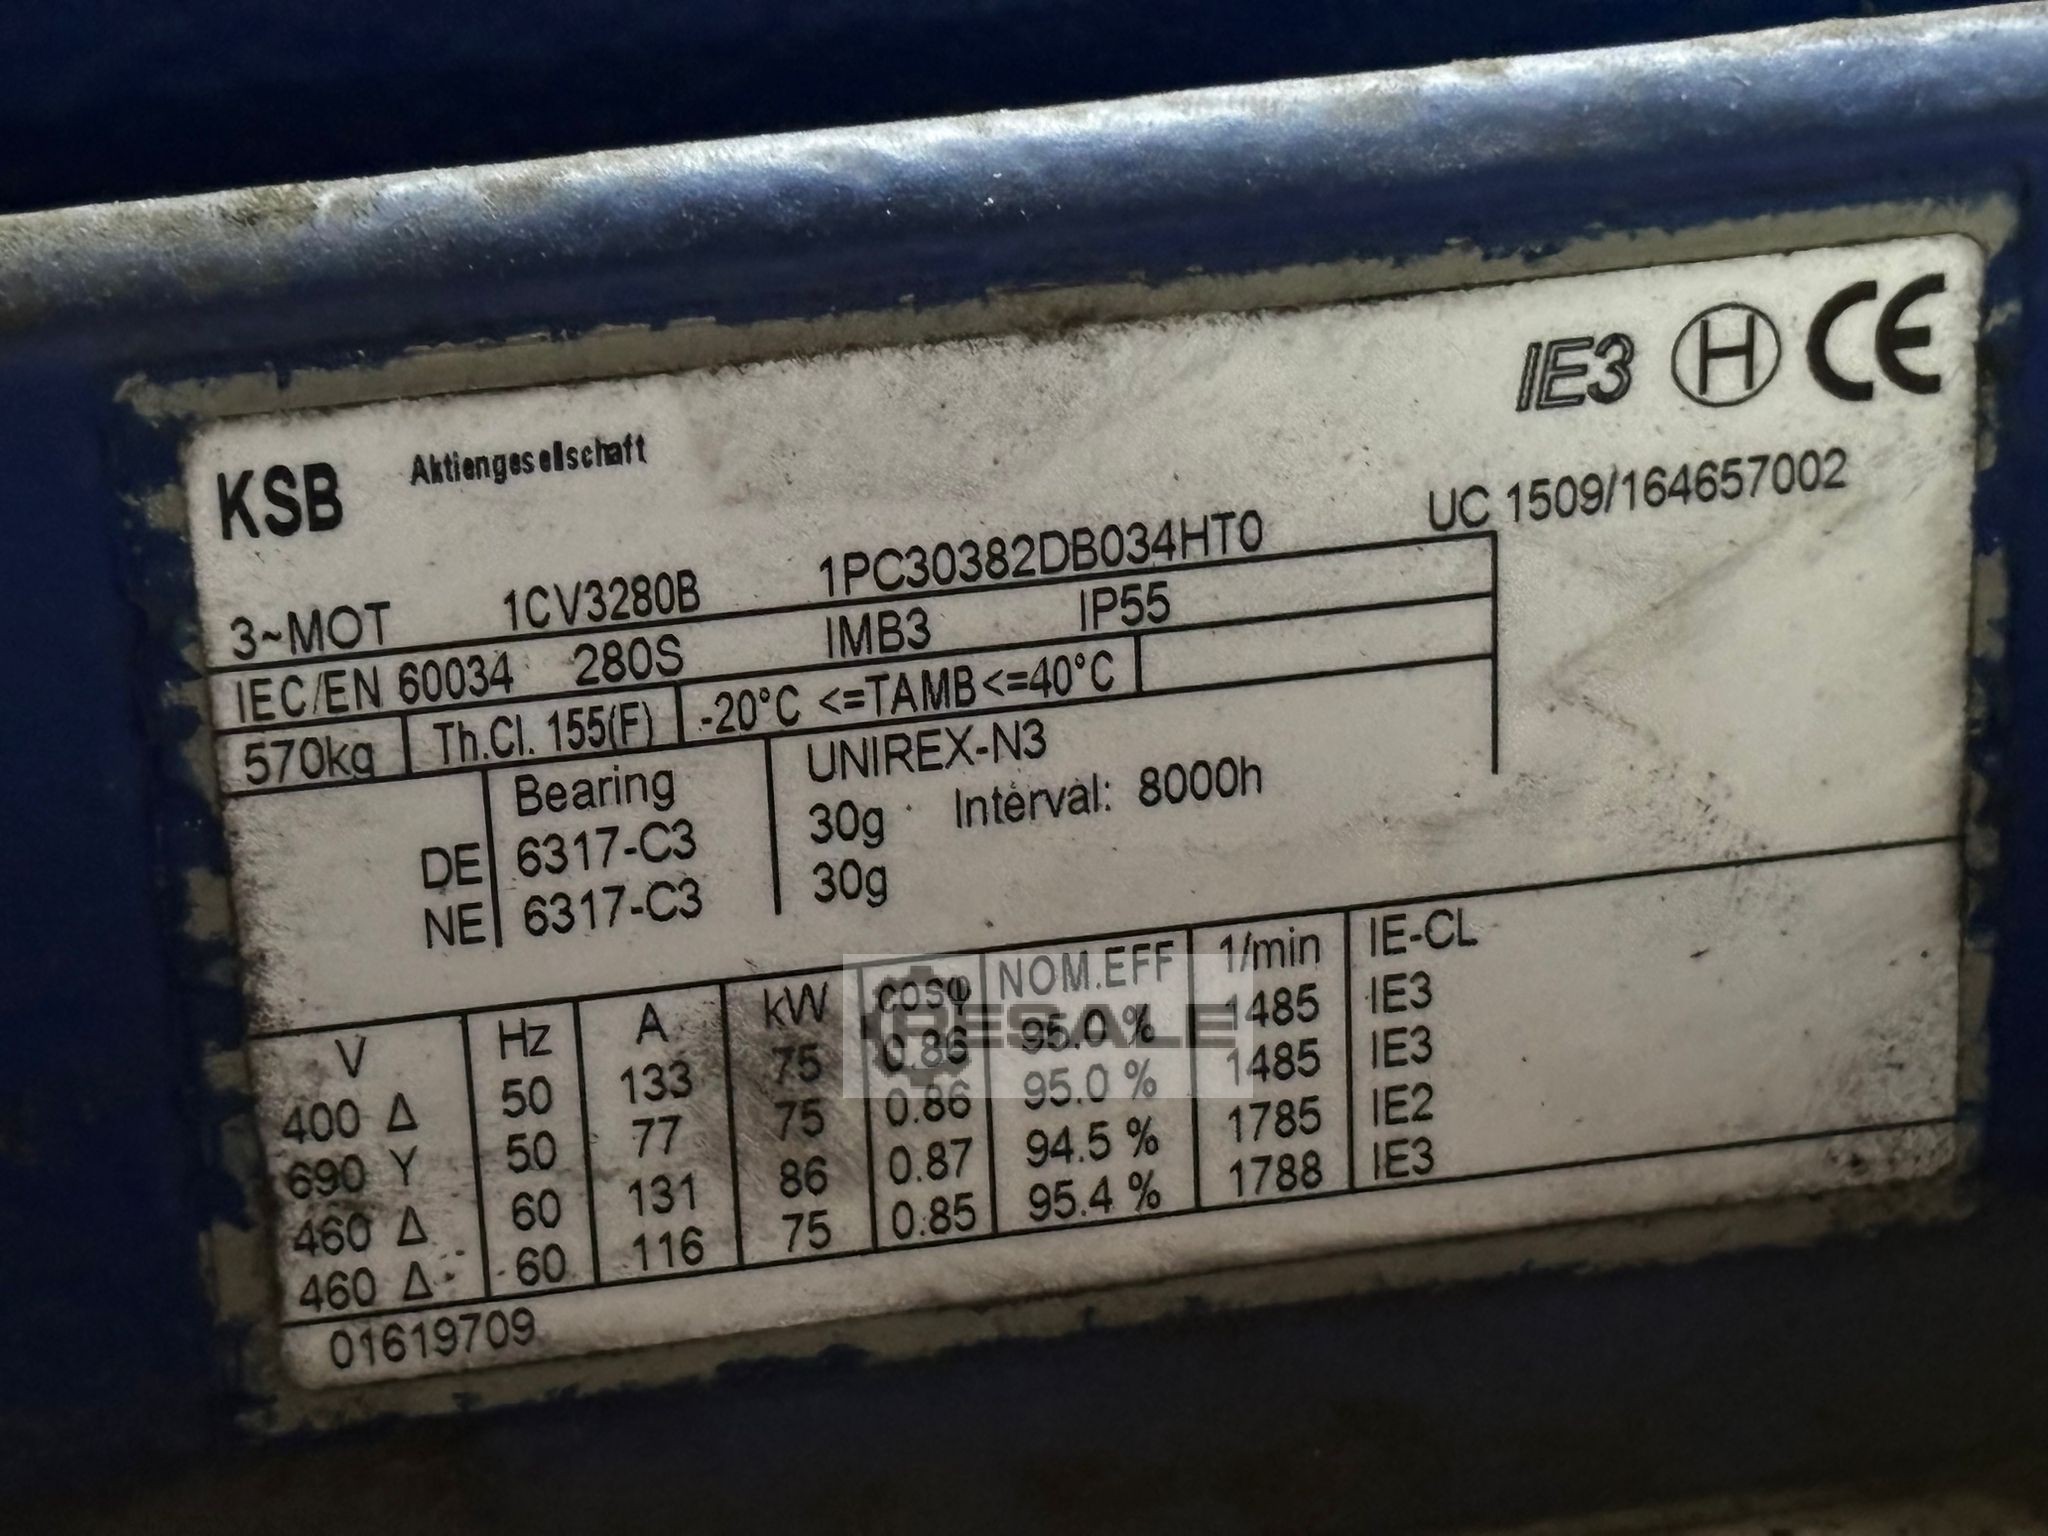 IE3 H CE
KSB Aktiengesellschaft
UC 1509/164657002
3~MOT 1CV3280B 1PC30382DB034HT0
IEC/EN 60034 280S IMB3 IP55
570kg Th.Cl. 155(F) -20°C <=TAMB<=40°C
Bearing UNIREX-N3
DE 6317-C3 30g Interval: 8000h
NE 6317-C3 30g
V Hz A kW cosφ NOM.EFF 1/min IE-CL
400 Δ 50 133 75 0.86 95.0 % 1485 IE3
690 Y 50 77 75 0.86 95.0 % 1485 IE3
460 Δ 60 131 86 0.87 94.5 % 1785 IE2
460 Δ 60 116 75 0.85 95.4 % 1788 IE3
01619709
RESALE